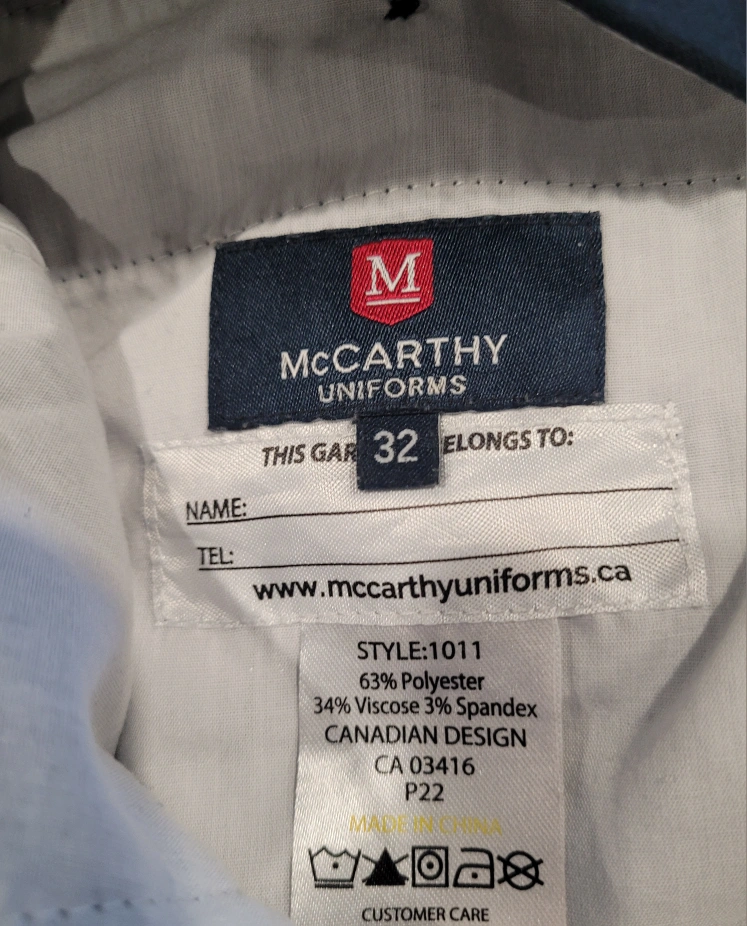 M
McCARTHY
UNIFORMS
32
THIS GAR ELONGS TO:
NAME:
TEL:
www.mccarthyuniforms.ca
STYLE:1011
63% Polyester
34% Viscose 3% Spandex
CANADIAN DESIGN
CA 03416
P22
MADE IN CHINA
CUSTOMER CARE